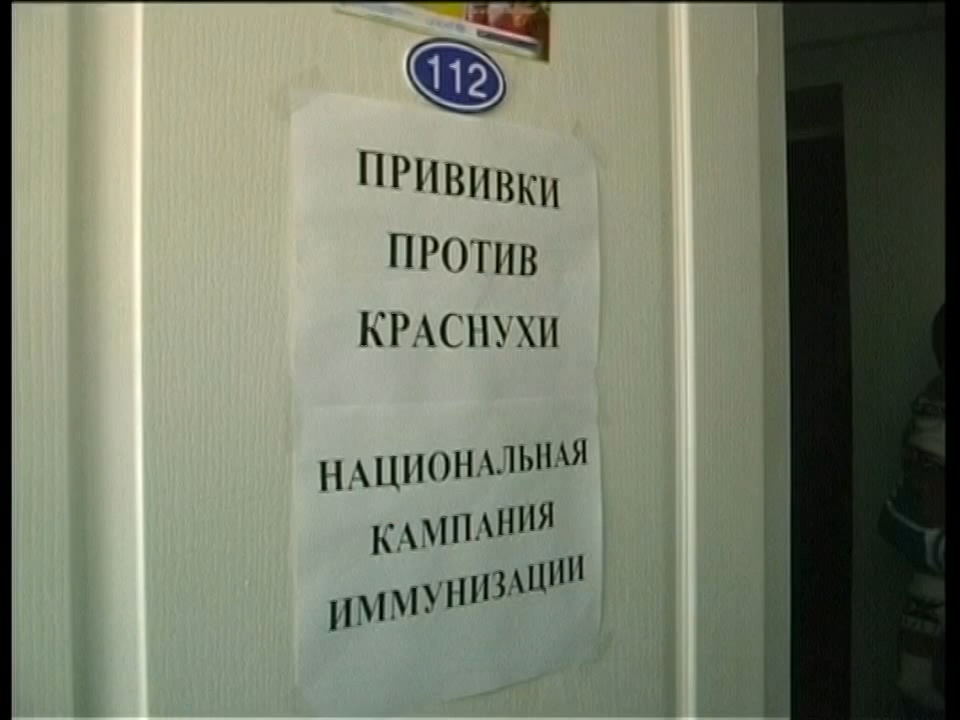 112
ПРИВИВКИ
ПРОТИВ
КРАСНУХИ
НАЦИОНАЛЬНАЯ
КАМПАНИЯ
ИММУНИЗАЦИИ